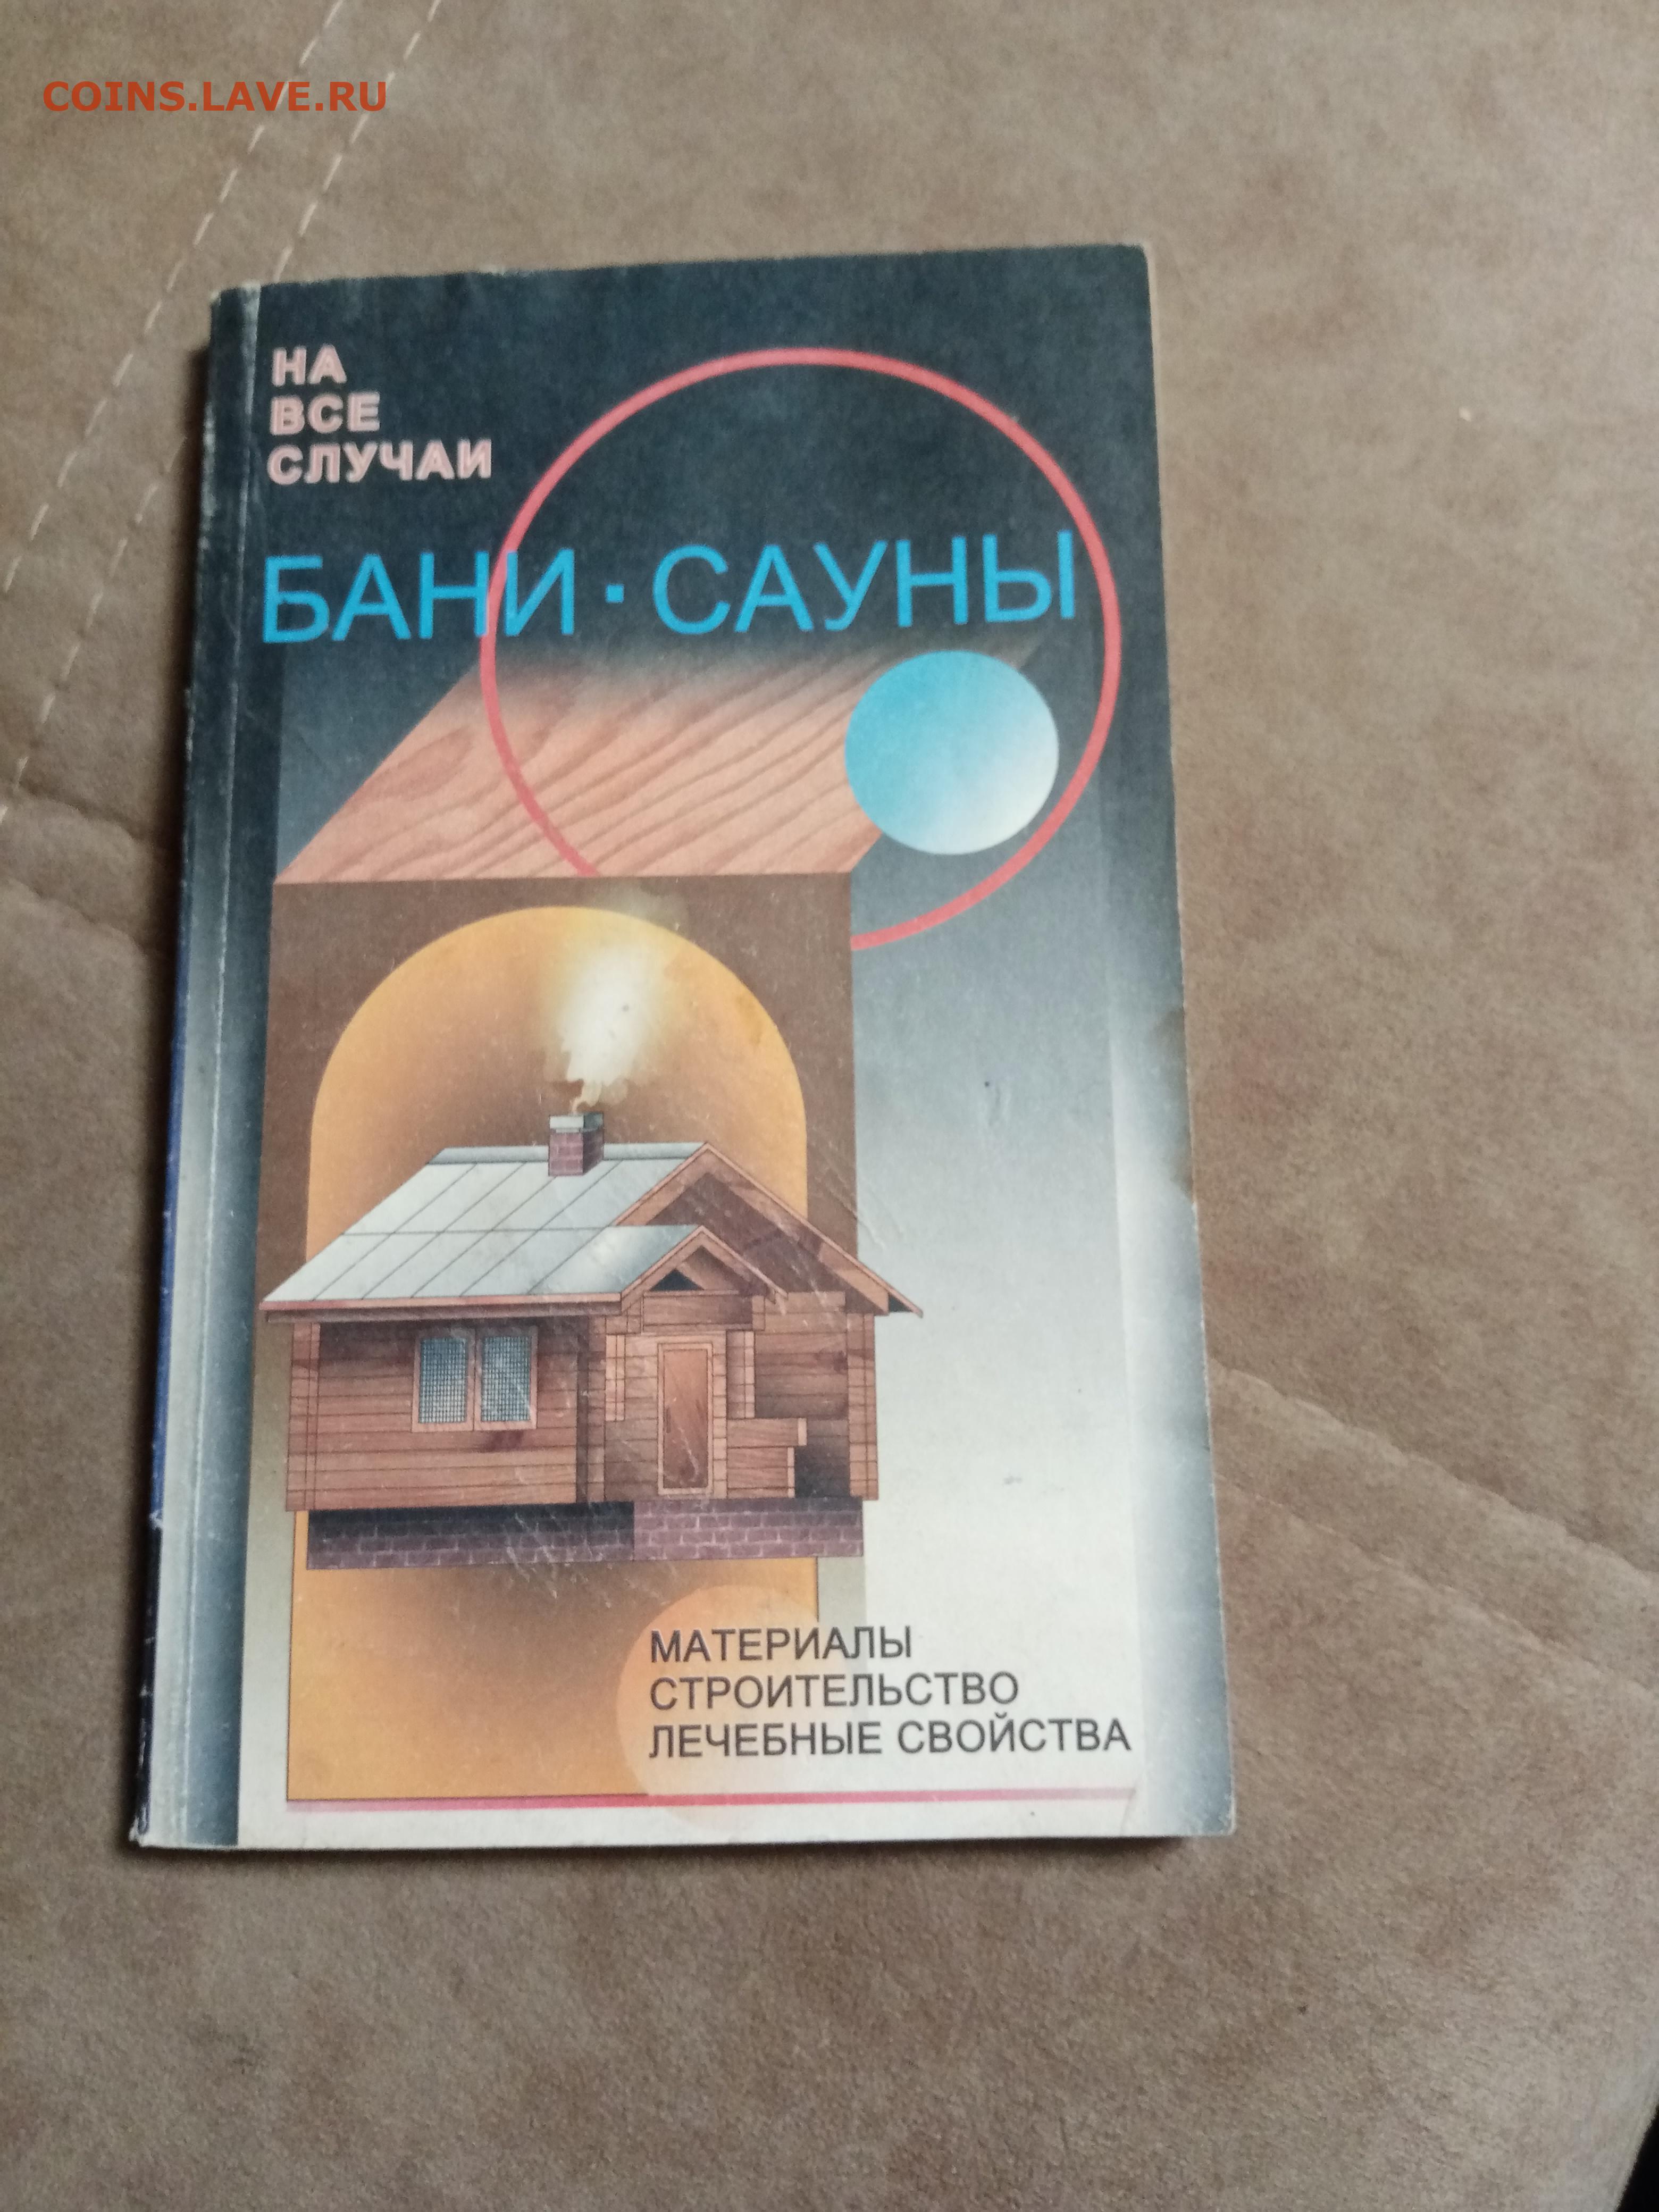 COINS.LAVE.RU
НА
ВСЕ
СЛУЧАИ
БАНИ · САУНЫ
МАТЕРИАЛЫ
СТРОИТЕЛЬСТВО
ЛЕЧЕБНЫЕ СВОЙСТВА